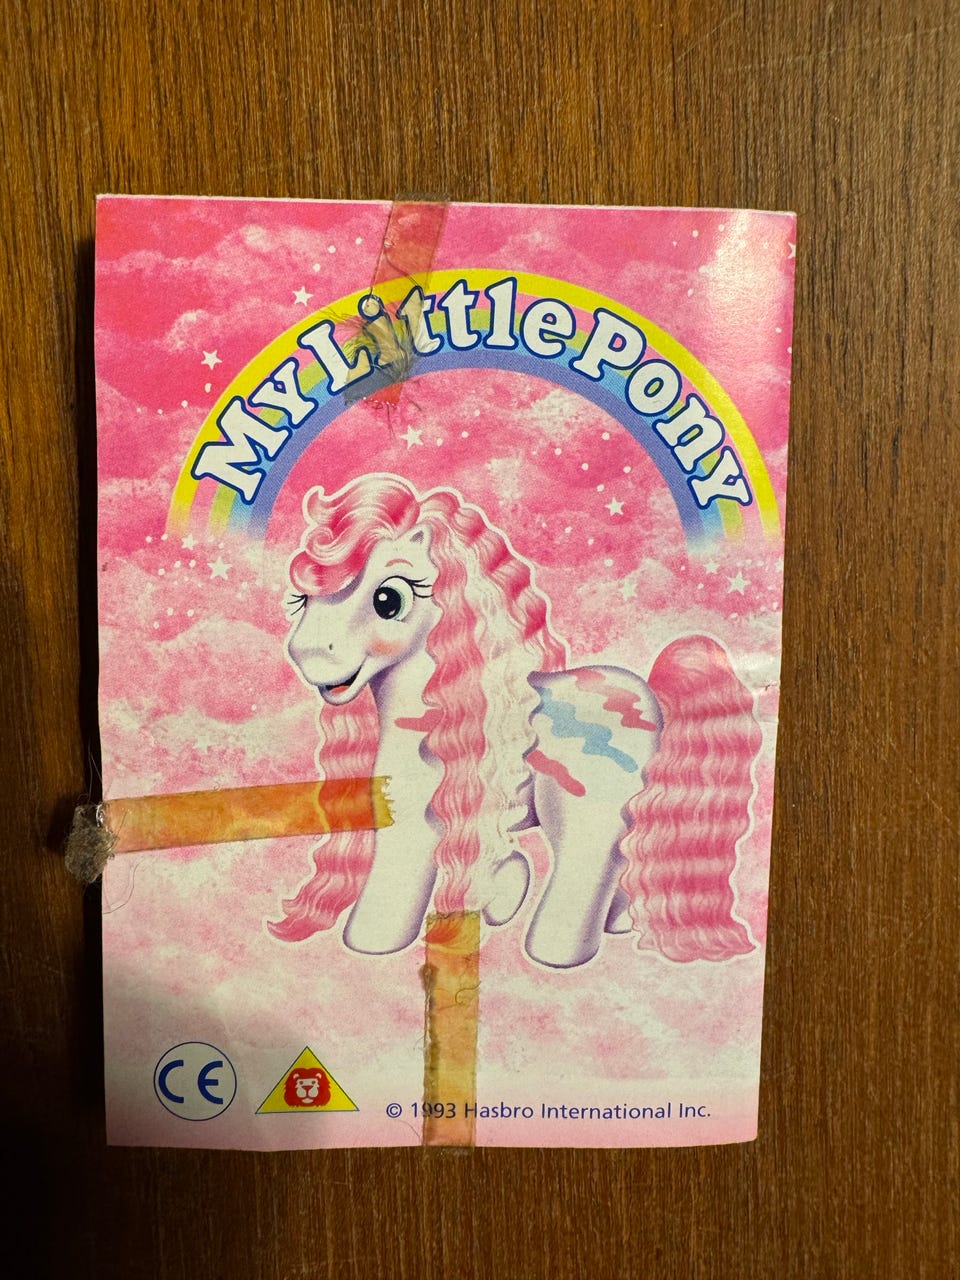 My Little Pony
CE
© 1993 Hasbro International Inc.